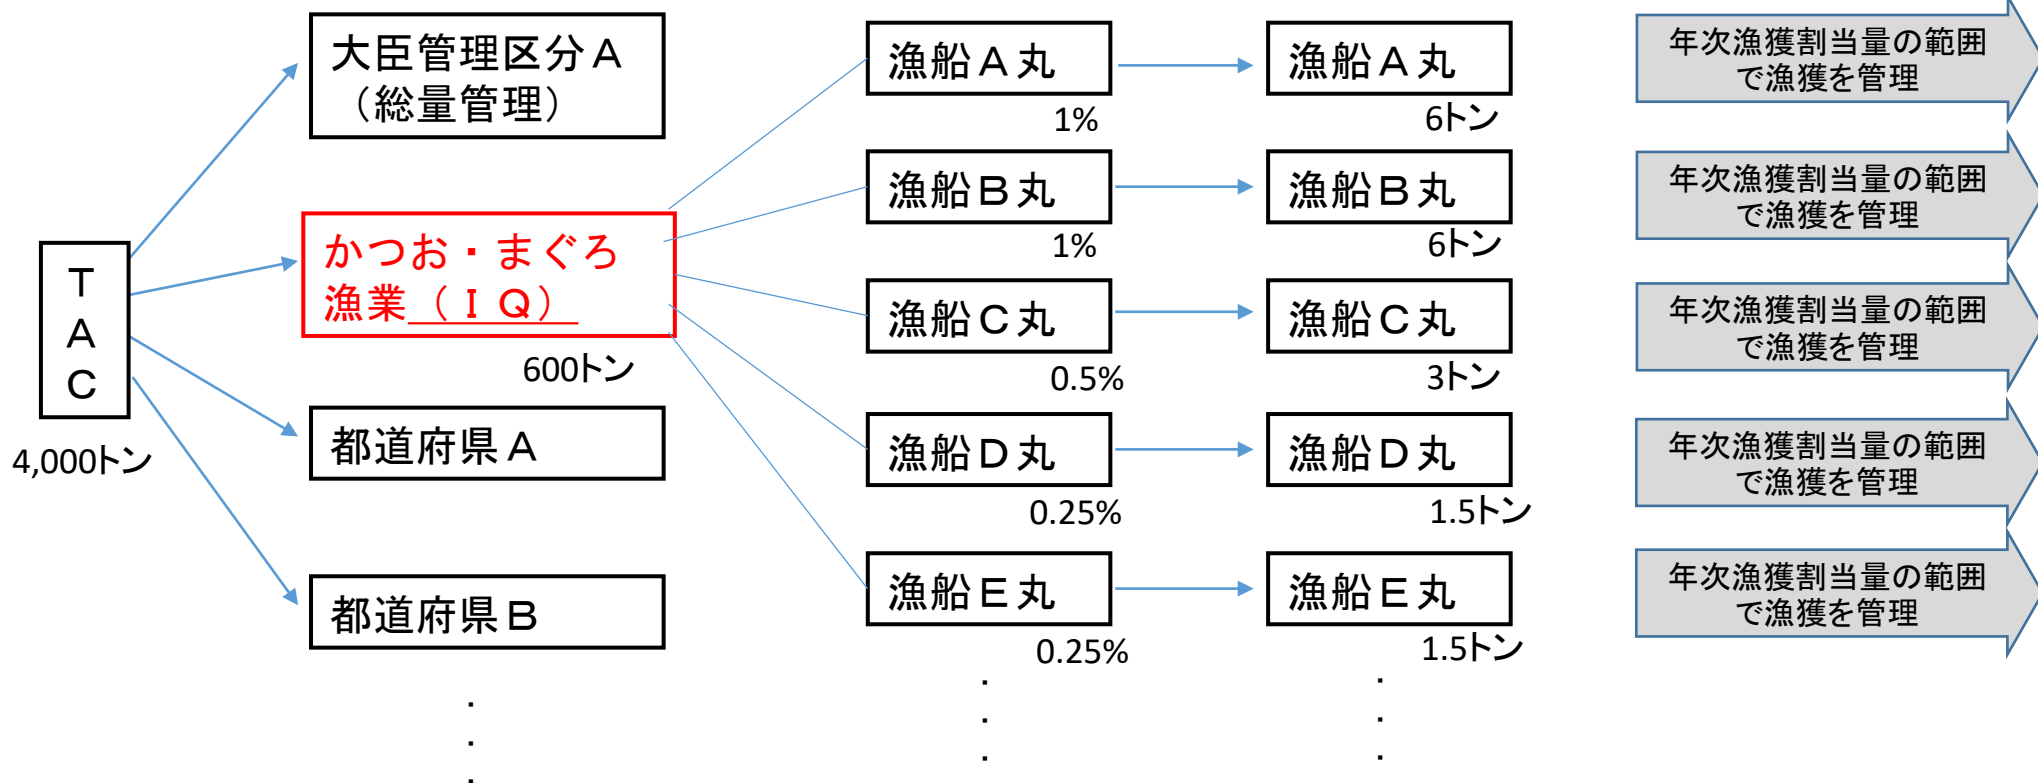 T
A
C
4,000トン
大臣管理区分A
（総量管理）
かつお・まぐろ
漁業（ＩＱ）
600トン
都道府県A
都道府県B
・
・
・
漁船A丸
1%
漁船B丸
1%
漁船C丸
0.5%
漁船D丸
0.25%
漁船E丸
0.25%
・
・
・
漁船A丸
6トン
漁船B丸
6トン
漁船C丸
3トン
漁船D丸
1.5トン
漁船E丸
1.5トン
・
・
・
年次漁獲割当量の範囲
で漁獲を管理
年次漁獲割当量の範囲
で漁獲を管理
年次漁獲割当量の範囲
で漁獲を管理
年次漁獲割当量の範囲
で漁獲を管理
年次漁獲割当量の範囲
で漁獲を管理